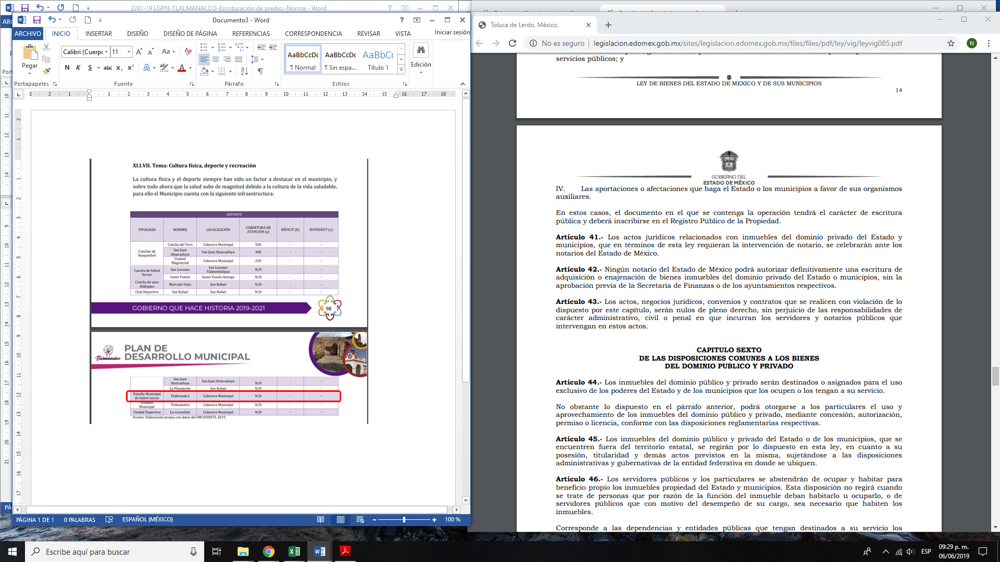 2241-19 LGPN-TLALMANALCO-Escrituración de predio.-Norma - Word
Documento3 - Word
ARCHIVO INICIO INSERTAR DISEÑO DISEÑO DE PÁGINA REFERENCIAS CORRESPONDENCIA REVISAR VISTA Iniciar sesión
Pegar
Calibri (Cuerpo 11
AaBbCcDc AaBbCcDc AaBbCc
¶ Normal ¶ Sin espa... Título 1
Edición
Portapapeles Fuente Párrafo Estilos
XI.I.VII. Tema: Cultura física, deporte y recreación
La cultura física y el deporte siempre han sido un factor a destacar en el municipio, y
sobre todo ahora que la salud sube de magnitud debido a la cultura de la vida saludable,
para ello el Municipio cuenta con la siguiente infraestructura:
DEPORTE
TIPOLOGÍA NOMBRE LOCALIZACIÓN COBERTURA DE ATENCIÓN (a) DÉFICIT (b) SUPERÁVIT (c)
Canchas de Basquetbol Cancha del Toro Cabecera Municipal 500 - -
San Juan Atzacualoya San Juan Atzacualoya 400 - -
Unidad Magisterial Cabecera Municipal 250 - -
Cancha de futbol Soccer San Lorenzo San Lorenzo Tlalmimilolpan N/D - -
Santo Tomás Santo Tomás Atzingo N/D - -
Cancha de usos Múltiples Mercado Viejo San Rafael N/D - -
Club Deportivo San Rafael San Rafael N/D - -
GOBIERNO QUE HACE HISTORIA 2019-2021 98
Tlalmanalco
PLAN DE
DESARROLLO MUNICIPAL
San Juan Atzacualoya San Juan Atzacualoya N/D - -
La Plantación San Rafael N/D - -
Estadio Municipal de futbol soccer Tlalmanalco Cabecera Municipal N/D - -
Frontón Municipal Tlalmanalco Cabecera Municipal N/D - -
Unidad Deportiva La escondida Cabecera Municipal N/D - -
Fuente: Elaboración propia con datos del IMCUFIDETL 2019.
PÁGINA 1 DE 1 0 PALABRAS ESPAÑOL (MÉXICO) 100 %
Toluca de Lerdo, México,
No es seguro legislacion.edomex.gob.mx/sites/legislacion.edomex.gob.mx/files/files/pdf/ley/vig/leyvig085.pdf
N
servicios públicos; y
LEY DE BIENES DEL ESTADO DE MEXICO Y DE SUS MUNICIPIOS
14
GOBIERNO DEL
ESTADO DE MÉXICO
IV. Las aportaciones o afectaciones que haga el Estado o los municipios a favor de sus organismos
auxiliares.
En estos casos, el documento en el que se contenga la operación tendrá el carácter de escritura
pública y deberá inscribirse en el Registro Público de la Propiedad.
Artículo 41.- Los actos jurídicos relacionados con inmuebles del dominio privado del Estado y
municipios, que en términos de esta ley requieran la intervención de notario, se celebrarán ante los
notarios del Estado de México.
Artículo 42.- Ningún notario del Estado de México podrá autorizar definitivamente una escritura de
adquisición o enajenación de bienes inmuebles del dominio privado del Estado o municipios, sin la
aprobación previa de la Secretaría de Finanzas o de los ayuntamientos respectivos.
Artículo 43.- Los actos, negocios jurídicos, convenios y contratos que se realicen con violación de lo
dispuesto por este capítulo, serán nulos de pleno derecho, sin perjuicio de las responsabilidades de
carácter administrativo, civil o penal en que incurran los servidores y notarios públicos que
intervengan en estos actos.
CAPITULO SEXTO
DE LAS DISPOSICIONES COMUNES A LOS BIENES
DEL DOMINIO PUBLICO Y PRIVADO
Artículo 44.- Los inmuebles del dominio público y privado serán destinados o asignados para el uso
exclusivo de los poderes del Estado y de los municipios que los ocupen o los tengan a su servicio.
No obstante lo dispuesto en el párrafo anterior, podrá otorgarse a los particulares el uso y
aprovechamiento de los inmuebles del dominio público y privado, mediante concesión, autorización,
permiso o licencia, conforme con las disposiciones reglamentarias respectivas.
Artículo 45.- Los inmuebles del dominio público y privado del Estado o de los municipios, que se
encuentren fuera del territorio estatal, se regirán por lo dispuesto en esta ley, en cuanto a su
posesión, titularidad y demás actos previstos en la misma, sujetándose a las disposiciones
administrativas y gubernativas de la entidad federativa en donde se ubiquen.
Artículo 46.- Los servidores públicos y los particulares se abstendrán de ocupar y habitar para
beneficio propio los inmuebles propiedad del Estado y municipios. Esta disposición no regirá cuando
se trate de personas que por razón de la función del inmueble deban habitarlo u ocuparlo, o de
servidores públicos que con motivo del desempeño de su cargo, sea necesario que habiten los
inmuebles.
Corresponde a las dependencias y entidades públicas que tengan destinados a su servicio los
Escribe aquí para buscar
ESP
09:29 p. m.
06/06/2019